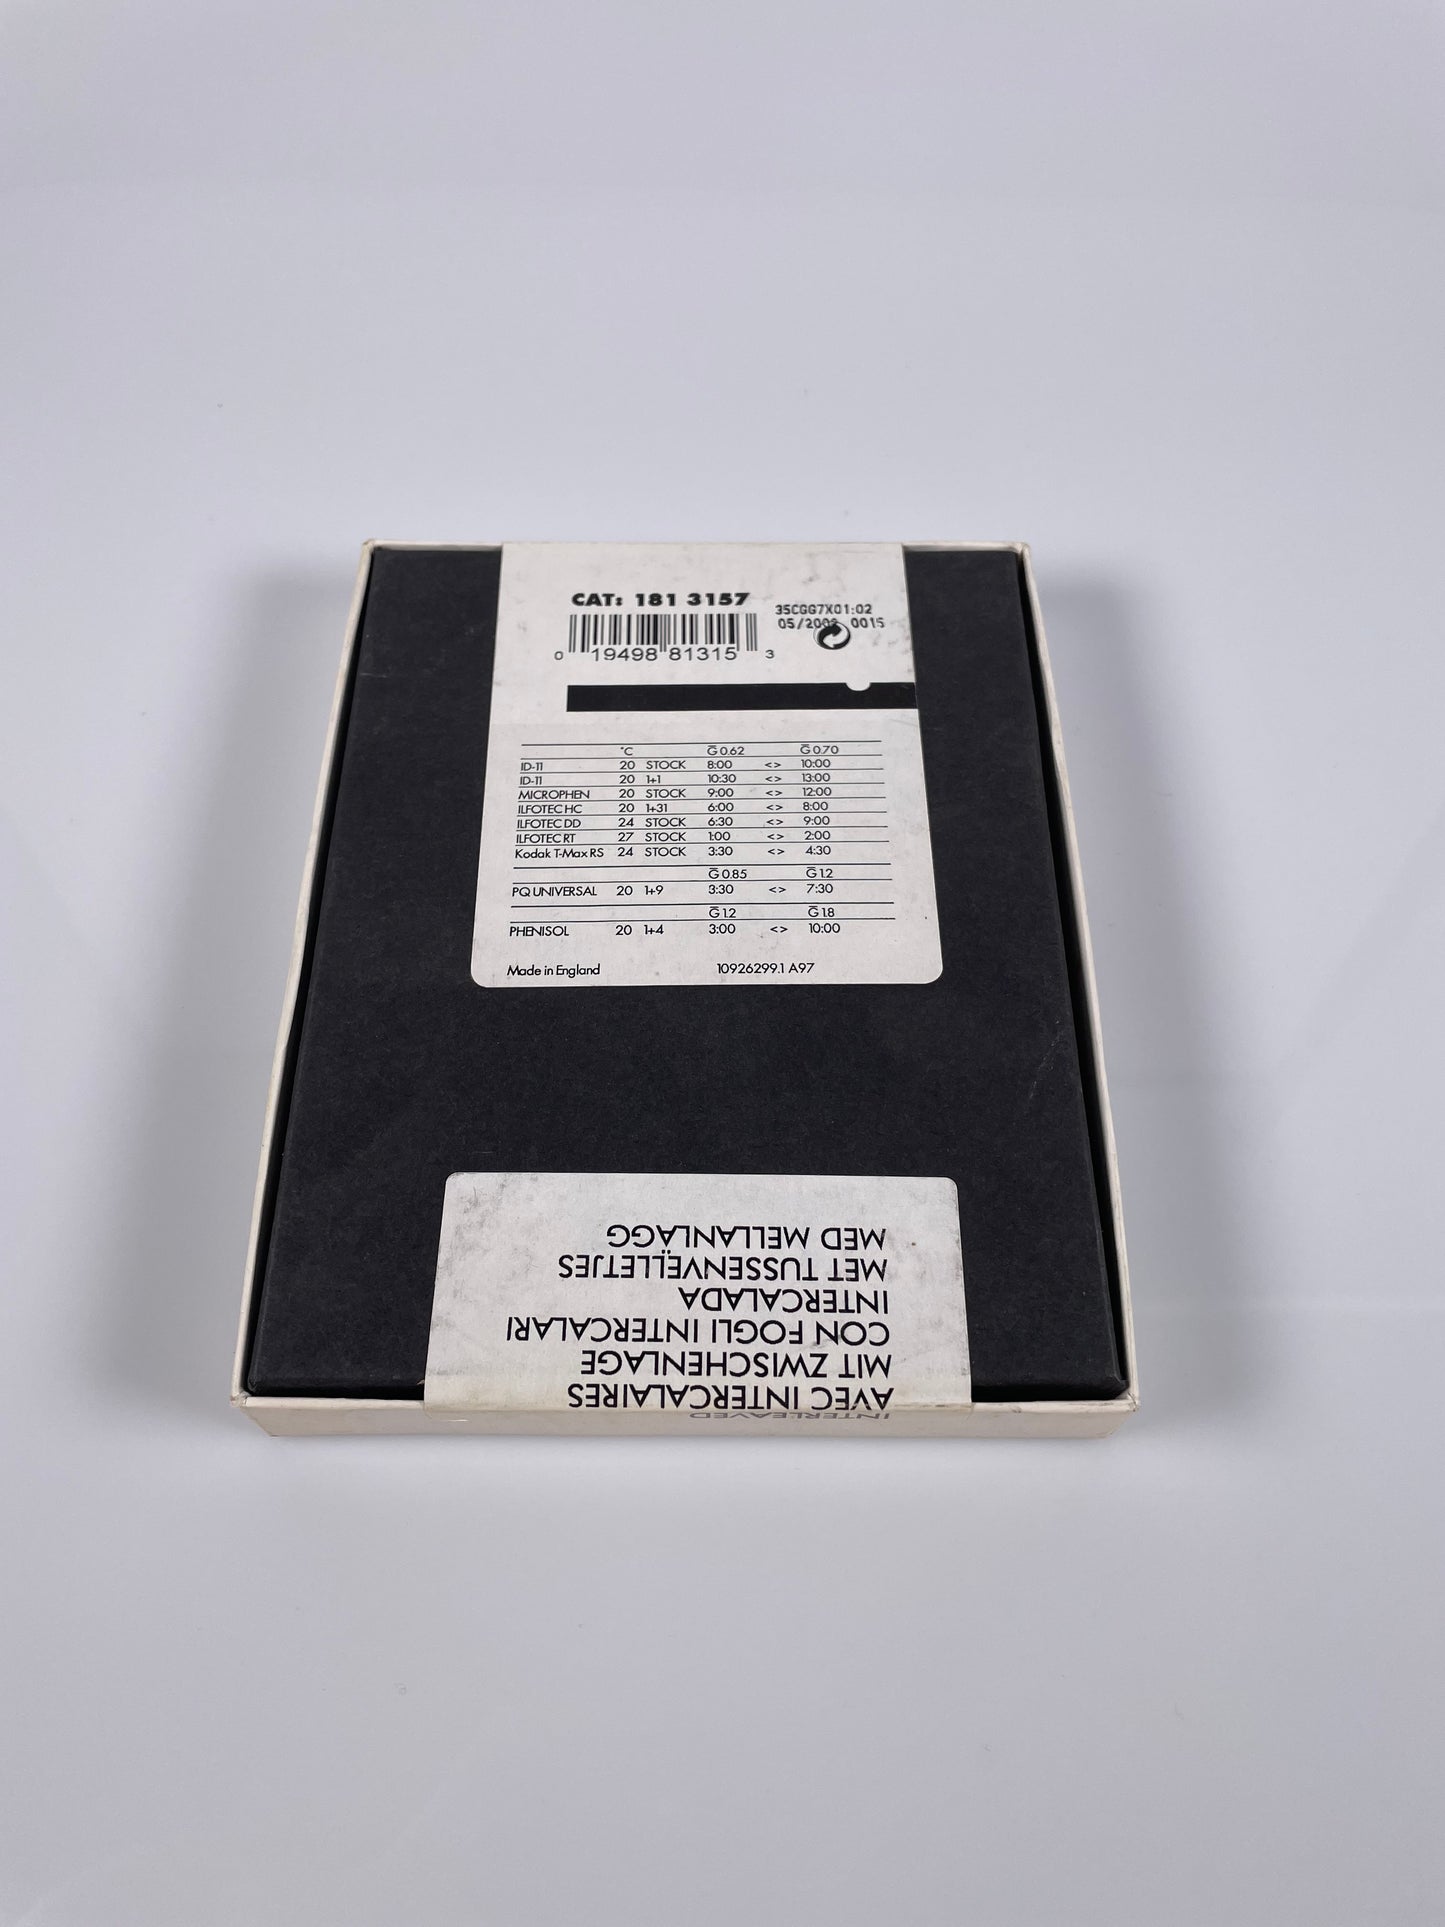 CAT: 181 3157
35CGG7X01:02
05/2002 0015
0 19498 81315 3
°C G̅ 0.62 G̅ 0.70
ID-11 20 STOCK 8:00 <> 10:00
ID-11 20 1+1 10:30 <> 13:00
MICROPHEN 20 STOCK 9:00 <> 12:00
ILFOTEC HC 20 1+31 6:00 <> 8:00
ILFOTEC DD 24 STOCK 6:30 <> 9:00
ILFOTEC RT 27 STOCK 1:00 <> 2:00
Kodak T-Max RS 24 STOCK 3:30 <> 4:30
G̅ 0.85 G̅ 1.2
PQ UNIVERSAL 20 1+9 3:30 <> 7:30
G̅ 1.2 G̅ 1.8
PHENISOL 20 1+4 3:00 <> 10:00
Made in England 10926299.1 A97
INTERLEAVED
AVEC INTERCALAIRES
MIT ZWISCHENLAGE
CON FOGLI INTERCALARI
INTERCALADA
MET TUSSENVËLLETJES
MED MELLANLAGG